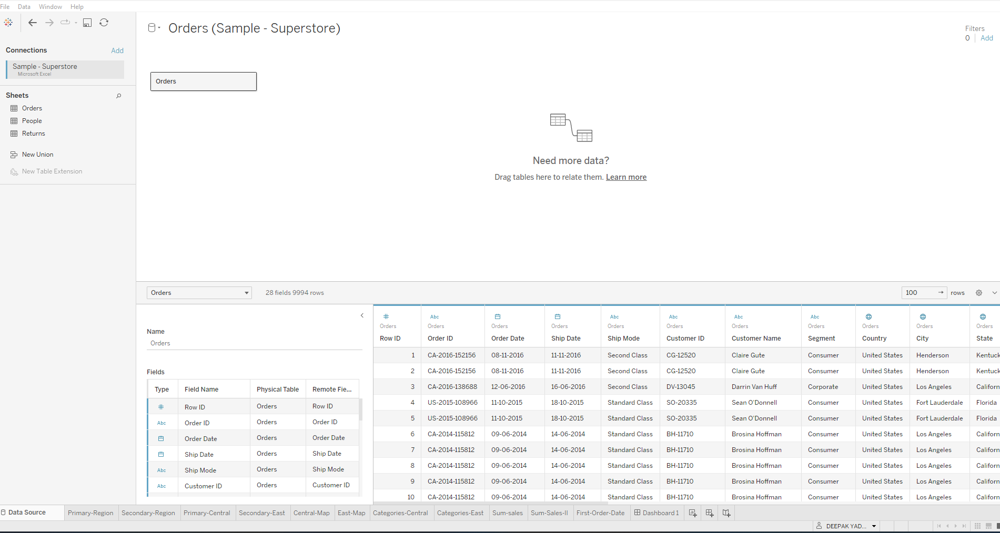 File Data Window Help
Orders (Sample - Superstore)
Filters
0 Add
Connections Add
Sample - Superstore
Microsoft Excel
Orders
Sheets
Orders
People
Returns
New Union
New Table Extension
Need more data?
Drag tables here to relate them. Learn more
Orders 28 fields 9994 rows 100 rows
Name
Orders
Fields
Type Field Name Physical Table Remote Fie...
# Row ID Orders Row ID
Abc Order ID Orders Order ID
Order Date Orders Order Date
Ship Date Orders Ship Date
Abc Ship Mode Orders Ship Mode
Abc Customer ID Orders Customer ID
# Abc Abc Abc Abc Abc
Orders Orders Orders Orders Orders Orders Orders Orders Orders Orders Orders
Row ID Order ID Order Date Ship Date Ship Mode Customer ID Customer Name Segment Country City State
1 CA-2016-152156 08-11-2016 11-11-2016 Second Class CG-12520 Claire Gute Consumer United States Henderson Kentuck
2 CA-2016-152156 08-11-2016 11-11-2016 Second Class CG-12520 Claire Gute Consumer United States Henderson Kentuck
3 CA-2016-138688 12-06-2016 16-06-2016 Second Class DV-13045 Darrin Van Huff Corporate United States Los Angeles Californ
4 US-2015-108966 11-10-2015 18-10-2015 Standard Class SO-20335 Sean O'Donnell Consumer United States Fort Lauderdale Florida
5 US-2015-108966 11-10-2015 18-10-2015 Standard Class SO-20335 Sean O'Donnell Consumer United States Fort Lauderdale Florida
6 CA-2014-115812 09-06-2014 14-06-2014 Standard Class BH-11710 Brosina Hoffman Consumer United States Los Angeles Californ
7 CA-2014-115812 09-06-2014 14-06-2014 Standard Class BH-11710 Brosina Hoffman Consumer United States Los Angeles Californ
8 CA-2014-115812 09-06-2014 14-06-2014 Standard Class BH-11710 Brosina Hoffman Consumer United States Los Angeles Californ
9 CA-2014-115812 09-06-2014 14-06-2014 Standard Class BH-11710 Brosina Hoffman Consumer United States Los Angeles Californ
10 CA-2014-115812 09-06-2014 14-06-2014 Standard Class BH-11710 Brosina Hoffman Consumer United States Los Angeles Californ
Data Source Primary-Region Secondary-Region Primary-Central Secondary-East Central-Map East-Map Categories-Central Categories-East Sum-sales Sum-Sales-II First-Order-Date Dashboard 1
DEEPAK YAD...